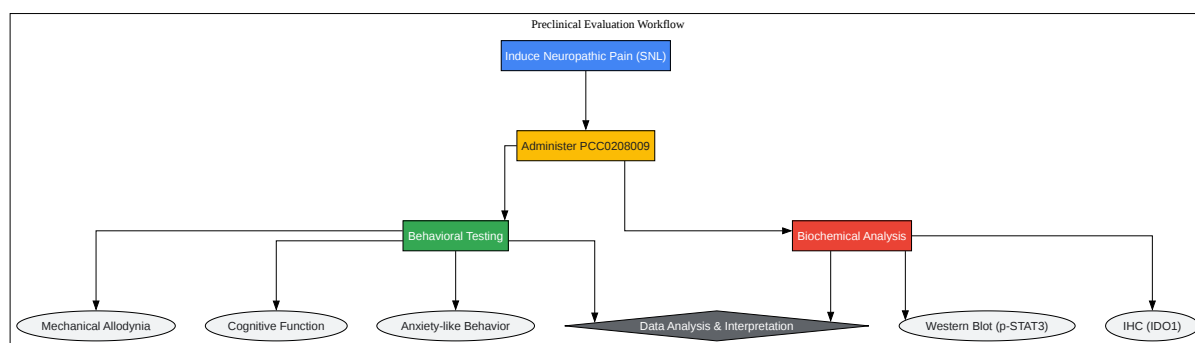 Preclinical Evaluation Workflow
Induce Neuropathic Pain (SNL)
Administer PCC0208009
Behavioral Testing
Biochemical Analysis
Mechanical Allodynia
Cognitive Function
Anxiety-like Behavior
Data Analysis & Interpretation
Western Blot (p-STAT3)
IHC (IDO1)